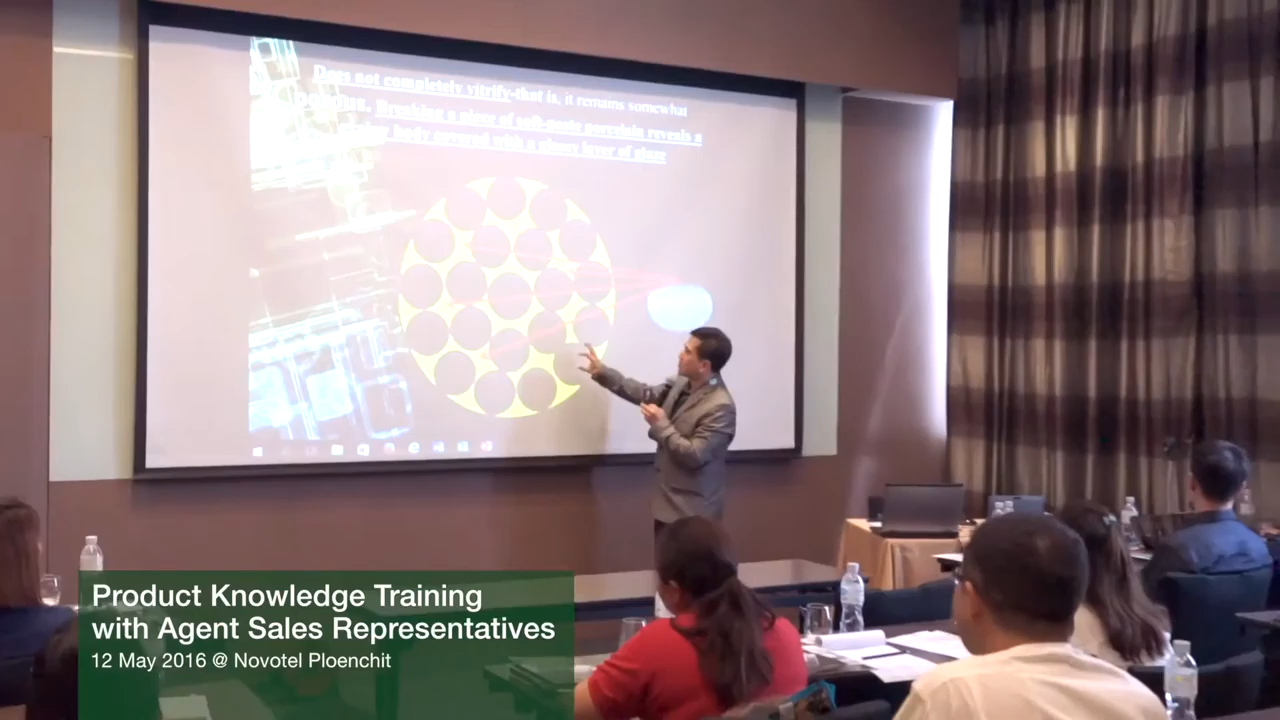 Does not completely vitrify-that is, it remains somewhat
porous. Breaking a piece of soft-paste porcelain reveals a
body covered with a glassy layer of glaze
Product Knowledge Training
with Agent Sales Representatives
12 May 2016 @ Novotel Ploenchit